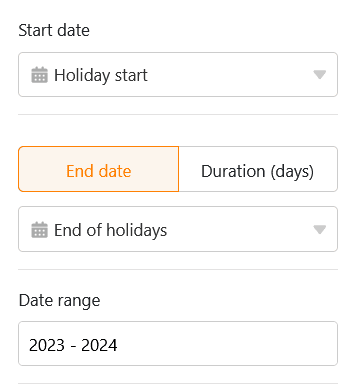 Start date
Holiday start
End date
Duration (days)
End of holidays
Date range
2023 - 2024